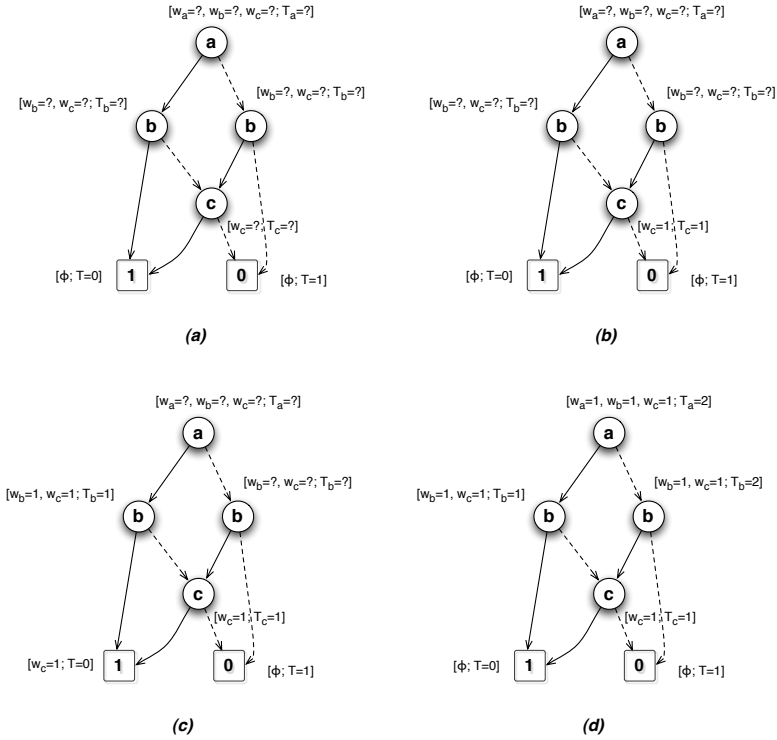 [w_a=?, w_b=?, w_c=?; T_a=?]
a
[w_b=?, w_c=?; T_b=?]
[w_b=?, w_c=?; T_b=?]
b
b
c
[w_c=?; T_c=?]
[ϕ; T=0]
1
0
[ϕ; T=1]
(a)
[w_a=?, w_b=?, w_c=?; T_a=?]
a
[w_b=?, w_c=?; T_b=?]
[w_b=?, w_c=?; T_b=?]
b
b
c
[w_c=1; T_c=1]
[ϕ; T=0]
1
0
[ϕ; T=1]
(b)
[w_a=?, w_b=?, w_c=?; T_a=?]
a
[w_b=1, w_c=1; T_b=1]
[w_b=?, w_c=?; T_b=?]
b
b
c
[w_c=1; T_c=1]
[w_c=1; T=0]
1
0
[ϕ; T=1]
(c)
[w_a=1, w_b=1, w_c=1; T_a=2]
a
[w_b=1, w_c=1; T_b=1]
[w_b=1, w_c=1; T_b=2]
b
b
c
[w_c=1; T_c=1]
[ϕ; T=0]
1
0
[ϕ; T=1]
(d)